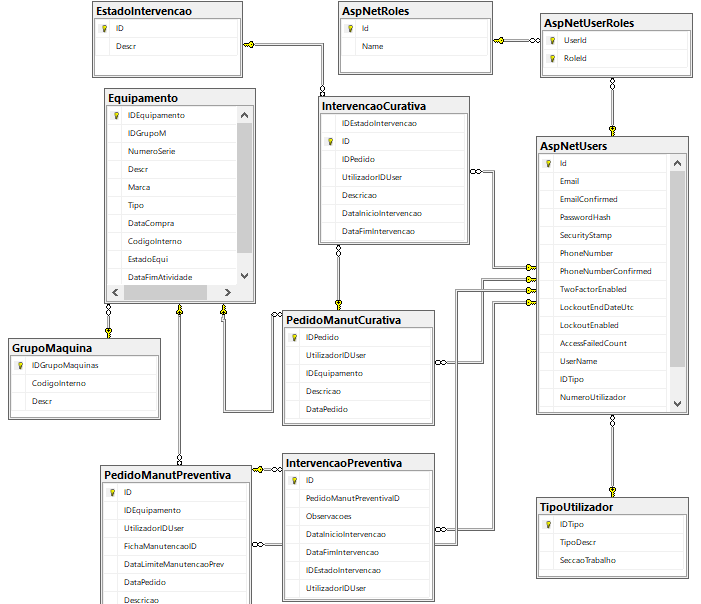 EstadoIntervencao
ID
Descr
AspNetRoles
Id
Name
AspNetUserRoles
UserId
RoleId
Equipamento
IDEquipamento
IDGrupoM
NumeroSerie
Descr
Marca
Tipo
DataCompra
CodigoInterno
EstadoEqui
DataFimAtividade
IntervencaoCurativa
IDEstadoIntervencao
ID
IDPedido
UtilizadorIDUser
Descricao
DataInicioIntervencao
DataFimIntervencao
AspNetUsers
Id
Email
EmailConfirmed
PasswordHash
SecurityStamp
PhoneNumber
PhoneNumberConfirmed
TwoFactorEnabled
LockoutEndDateUtc
LockoutEnabled
AccessFailedCount
UserName
IDTipo
NumeroUtilizador
GrupoMaquina
IDGrupoMaquinas
CodigoInterno
Descr
PedidoManutCurativa
IDPedido
UtilizadorIDUser
IDEquipamento
Descricao
DataPedido
PedidoManutPreventiva
ID
IDEquipamento
UtilizadorIDUser
FichaManutencaoID
DataLimiteManutencaoPrev
DataPedido
Descricao
IntervencaoPreventiva
ID
PedidoManutPreventivaID
Observacoes
DataInicioIntervencao
DataFimIntervencao
IDEstadoIntervencao
UtilizadorIDUser
TipoUtilizador
IDTipo
TipoDescr
SeccaoTrabalho